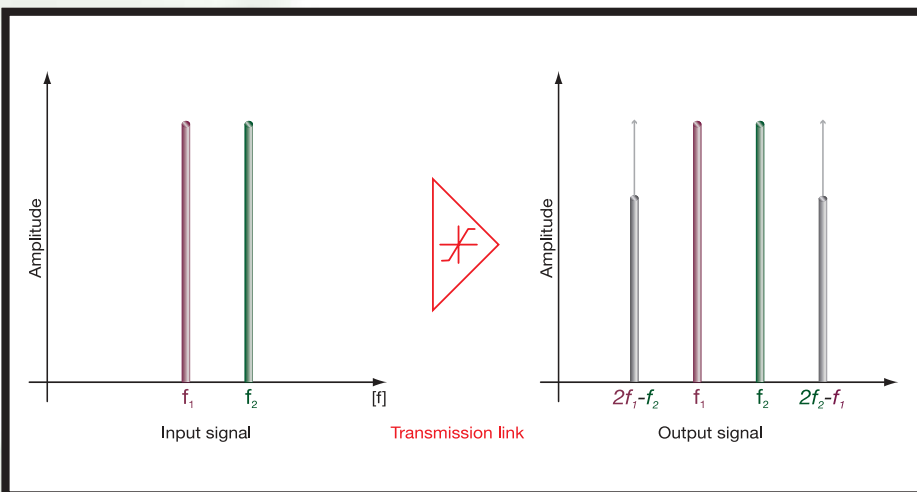 Amplitude
f₁
f₂
[f]
Input signal
Transmission link
Amplitude
2f₁-f₂
f₁
f₂
2f₂-f₁
Output signal